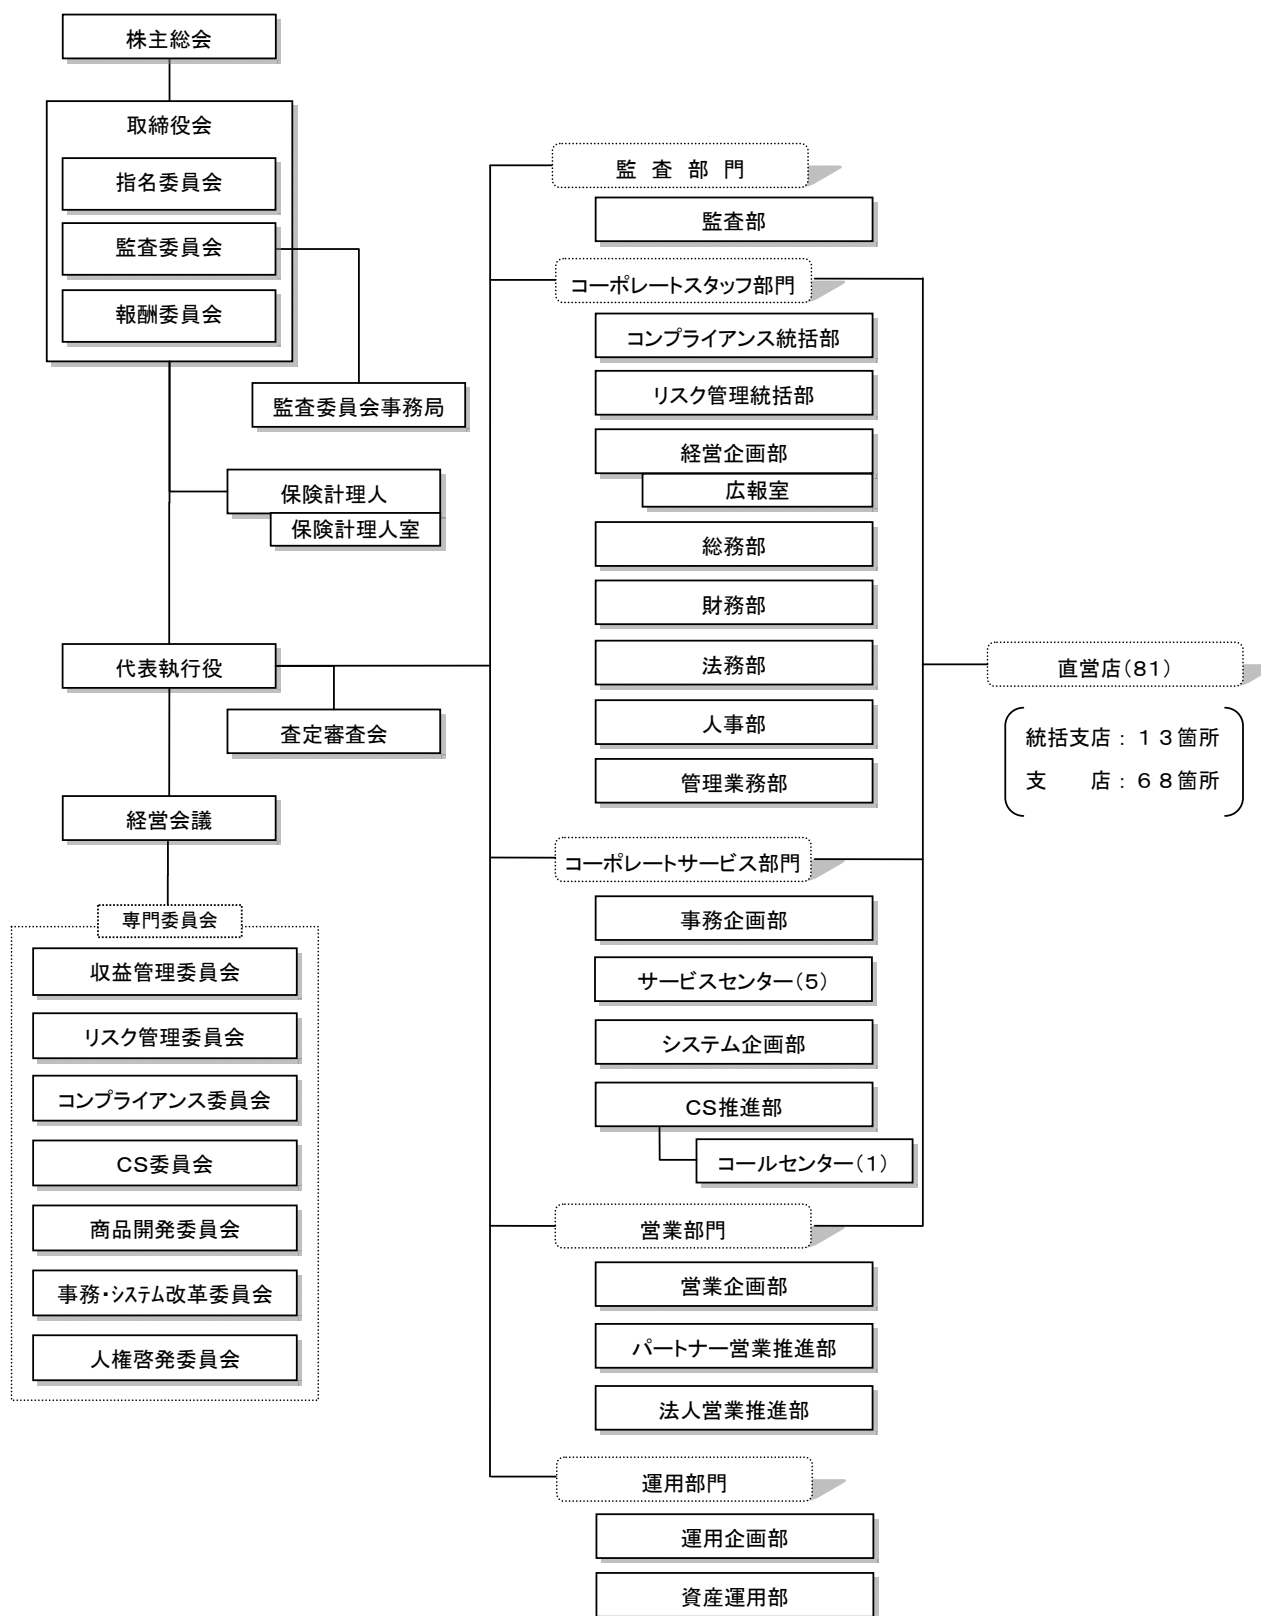 株主総会
取締役会
指名委員会
監査委員会
報酬委員会
監査委員会事務局
保険計理人
保険計理人室
代表執行役
査定審査会
経営会議
専門委員会
収益管理委員会
リスク管理委員会
コンプライアンス委員会
CS委員会
商品開発委員会
事務・ｼｽﾃﾑ改革委員会
人権啓発委員会
監 査 部 門
監査部
コーポレートスタッフ部門
コンプライアンス統括部
リスク管理統括部
経営企画部
広報室
総務部
財務部
法務部
人事部
管理業務部
コーポレートサービス部門
事務企画部
サービスセンター(5)
システム企画部
CS推進部
コールセンター(1)
営業部門
営業企画部
パートナー営業推進部
法人営業推進部
運用部門
運用企画部
資産運用部
直営店(81)
統括支店：１３箇所
支　　店：６８箇所